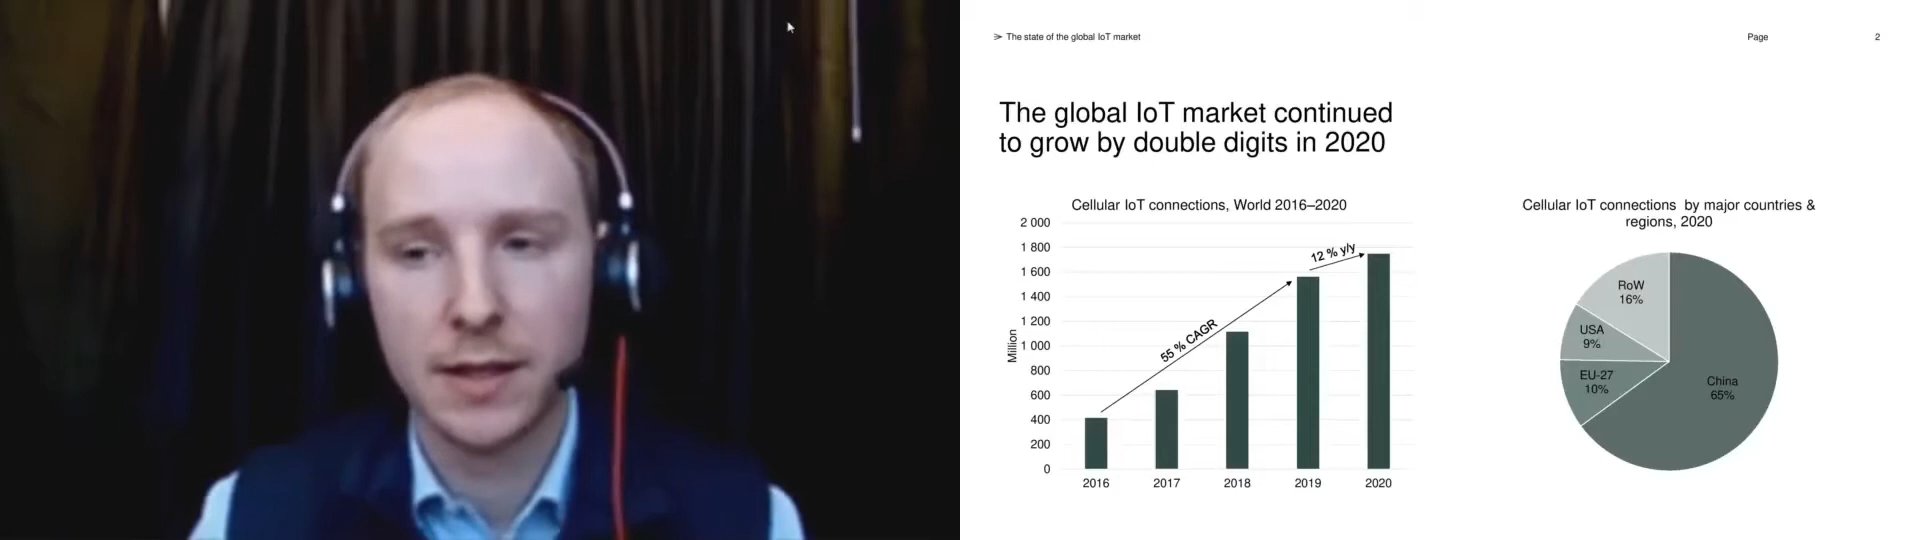 ⪢ The state of the global IoT market
Page 2
The global IoT market continued
to grow by double digits in 2020
Cellular IoT connections, World 2016–2020
Million
2 000
1 800
1 600
1 400
1 200
1 000
800
600
400
200
0
2016 2017 2018 2019 2020
55 % CAGR
12 % y/y
Cellular IoT connections by major countries &
regions, 2020
RoW
16%
USA
9%
EU-27
10%
China
65%